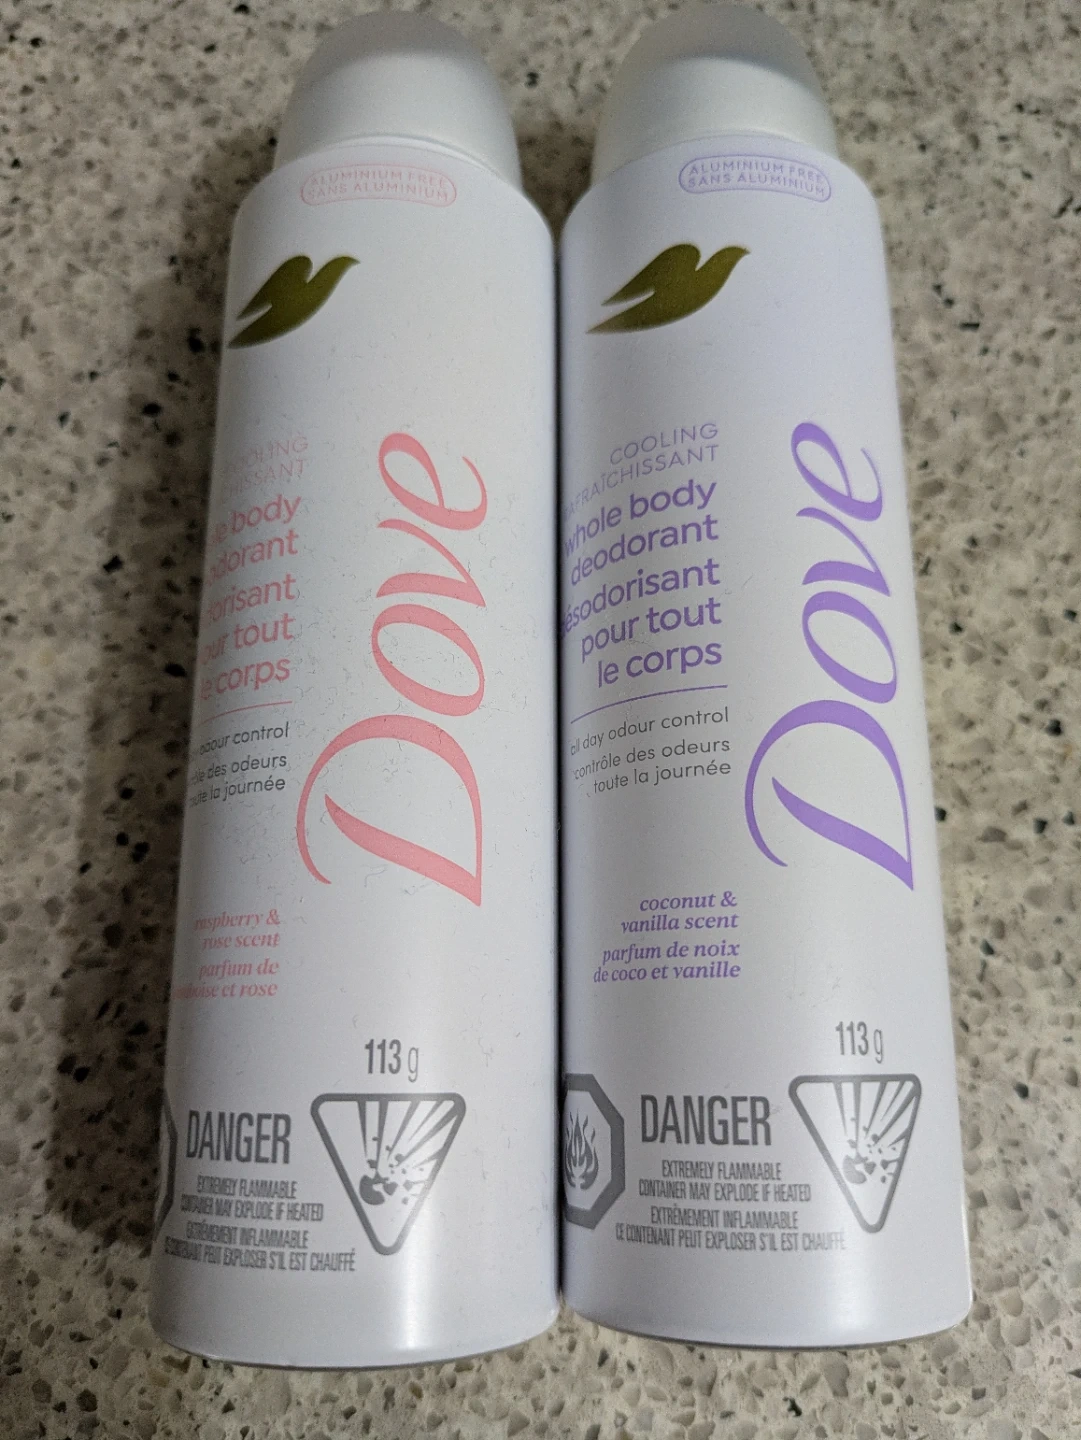 ALUMINIUM FREE
SANS ALUMINIUM
COOLING
body
le corps
odour control
des odeurs
toute la journée
Dove
raspberry &
rose scent
parfum de
et rose
113 g
DANGER
EXTREMELY FLAMMABLE
CONTAINER MAY EXPLODE IF HEATED
EXTRÊMEMENT INFLAMMABLE
CE CONTENANT PEUT EXPLOSER S'IL EST CHAUFFÉ
ALUMINIUM FREE
SANS ALUMINIUM
COOLING
RAFRAÎCHISSANT
whole body
deodorant
désodorisant
pour tout
le corps
all day odour control
contrôle des odeurs
toute la journée
Dove
coconut &
vanilla scent
parfum de noix
de coco et vanille
113 g
DANGER
EXTREMELY FLAMMABLE
CONTAINER MAY EXPLODE IF HEATED
EXTRÊMEMENT INFLAMMABLE
CE CONTENANT PEUT EXPLOSER S'IL EST CHAUFFÉ